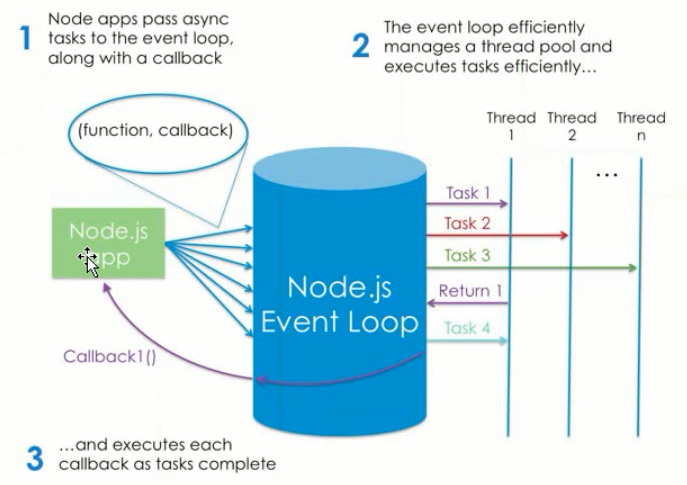 1
Node apps pass async
tasks to the event loop,
along with a callback
2
The event loop efficiently
manages a thread pool and
executes tasks efficiently...
(function, callback)
Thread
1
Thread
2
Thread
n
...
Node.js
app
Task 1
Task 2
Task 3
Return 1
Task 4
Node.js
Event Loop
Callback1()
3
...and executes each
callback as tasks complete